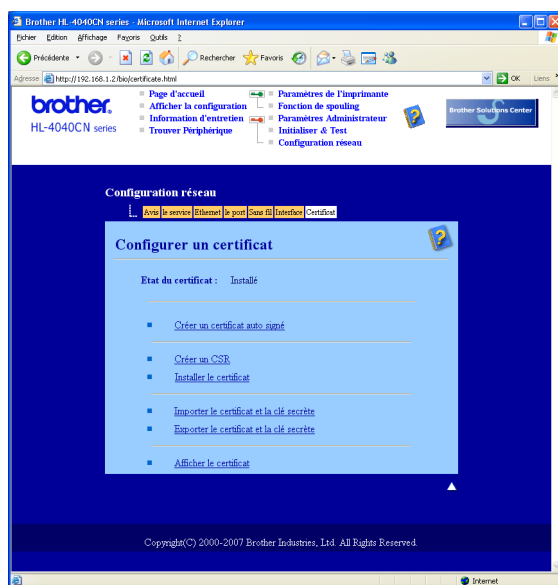 Brother HL-4040CN series - Microsoft Internet Explorer
Fichier Edition Affichage Favoris Outils ?
Précédente Rechercher Favoris
Adresse http://192.168.1.2/bio/certificate.html OK Liens
brother.
HL-4040CN series
Page d'accueil
Afficher la configuration
Information d'entretien
Trouver Périphérique
Paramètres de l'imprimante
Fonction de spouling
Paramètres Administrateur
Initialiser & Test
Configuration réseau
Brother Solutions Center
Configuration réseau
Avis le service Ethernet le port Sans fil Interface Certificat
Configurer un certificat
Etat du certificat : Installé
Créer un certificat auto signé
Créer un CSR
Installer le certificat
Importer le certificat et la clé secrète
Exporter le certificat et la clé secrète
Afficher le certificat
Copyright(C) 2000-2007 Brother Industries, Ltd. All Rights Reserved.
Internet